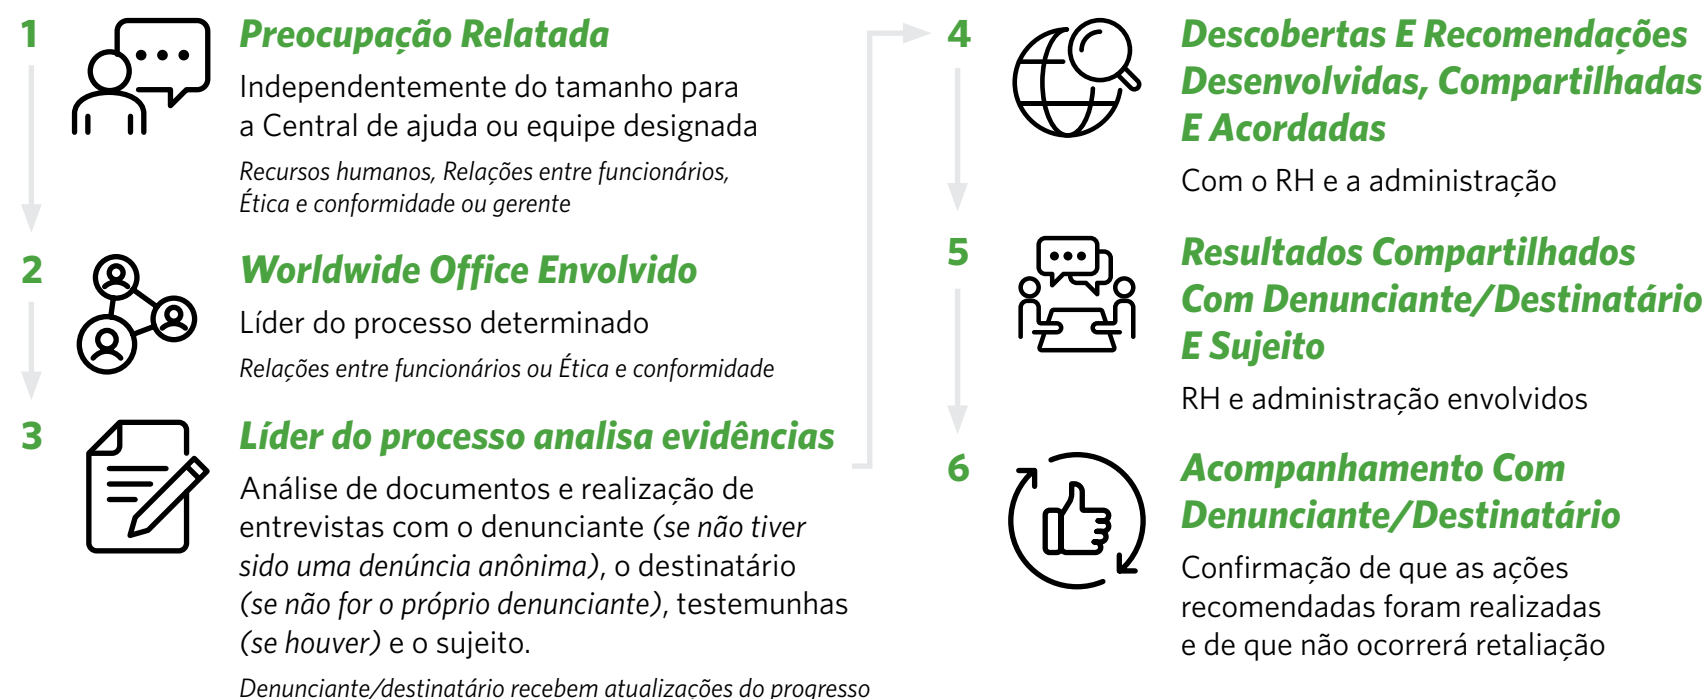 1
Preocupação Relatada
Independentemente do tamanho para
a Central de ajuda ou equipe designada
Recursos humanos, Relações entre funcionários,
Ética e conformidade ou gerente
2
Worldwide Office Envolvido
Líder do processo determinado
Relações entre funcionários ou Ética e conformidade
3
Líder do processo analisa evidências
Análise de documentos e realização de
entrevistas com o denunciante (se não tiver
sido uma denúncia anônima), o destinatário
(se não for o próprio denunciante), testemunhas
(se houver) e o sujeito.
Denunciante/destinatário recebem atualizações do progresso
4
Descobertas E Recomendações
Desenvolvidas, Compartilhadas
E Acordadas
Com o RH e a administração
5
Resultados Compartilhados
Com Denunciante/Destinatário
E Sujeito
RH e administração envolvidos
6
Acompanhamento Com
Denunciante/Destinatário
Confirmação de que as ações
recomendadas foram realizadas
e de que não ocorrerá retaliação